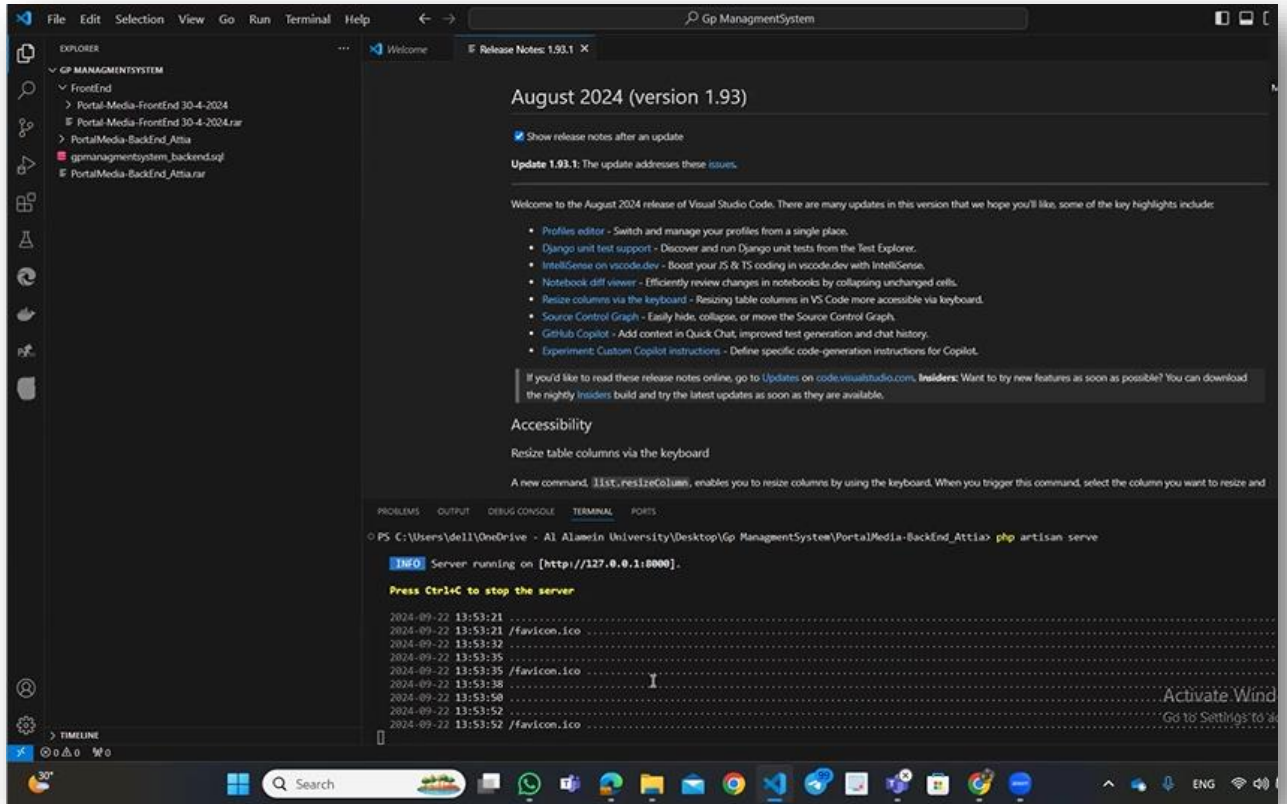 File Edit Selection View Go Run Terminal Help
Gp ManagmentSystem
EXPLORER
Welcome
Release Notes: 1.93.1
GP MANAGMENTSYSTEM
FrontEnd
Portal-Media-FrontEnd 30-4-2024
Portal-Media-FrontEnd 30-4-2024.rar
PortalMedia-BackEnd_Attia
gpmanagmentsystem_backend.sql
PortalMedia-BackEnd_Attia.rar
August 2024 (version 1.93)
Show release notes after an update
Update 1.93.1: The update addresses these issues.
Welcome to the August 2024 release of Visual Studio Code. There are many updates in this version that we hope you'll like, some of the key highlights include:
• Profiles editor - Switch and manage your profiles from a single place.
• Django unit test support - Discover and run Django unit tests from the Test Explorer.
• IntelliSense on vscode.dev - Boost your JS & TS coding in vscode.dev with IntelliSense.
• Notebook diff viewer - Efficiently review changes in notebooks by collapsing unchanged cells.
• Resize columns via the keyboard - Resizing table columns in VS Code more accessible via keyboard.
• Source Control Graph - Easily hide, collapse, or move the Source Control Graph.
• GitHub Copilot - Add context in Quick Chat, improved test generation and chat history.
• Experiment: Custom Copilot instructions - Define specific code-generation instructions for Copilot.
If you'd like to read these release notes online, go to Updates on code.visualstudio.com. Insiders: Want to try new features as soon as possible? You can download
the nightly Insiders build and try the latest updates as soon as they are available.
Accessibility
Resize table columns via the keyboard
A new command, list.resizeColumn, enables you to resize columns by using the keyboard. When you trigger this command, select the column you want to resize and
PROBLEMS OUTPUT DEBUG CONSOLE TERMINAL PORTS
PS C:\Users\dell\OneDrive - Al Alamein University\Desktop\Gp ManagmentSystem\PortalMedia-BackEnd_Attia> php artisan serve
INFO Server running on [http://127.0.0.1:8000].
Press Ctrl+C to stop the server
2024-09-22 13:53:21
2024-09-22 13:53:21 /favicon.ico
2024-09-22 13:53:32
2024-09-22 13:53:35
2024-09-22 13:53:35 /favicon.ico
2024-09-22 13:53:38
2024-09-22 13:53:50
2024-09-22 13:53:52
2024-09-22 13:53:52 /favicon.ico
Activate Wind
Go to Settings to a
TIMELINE
0 0 0
30°
Search
99
ENG